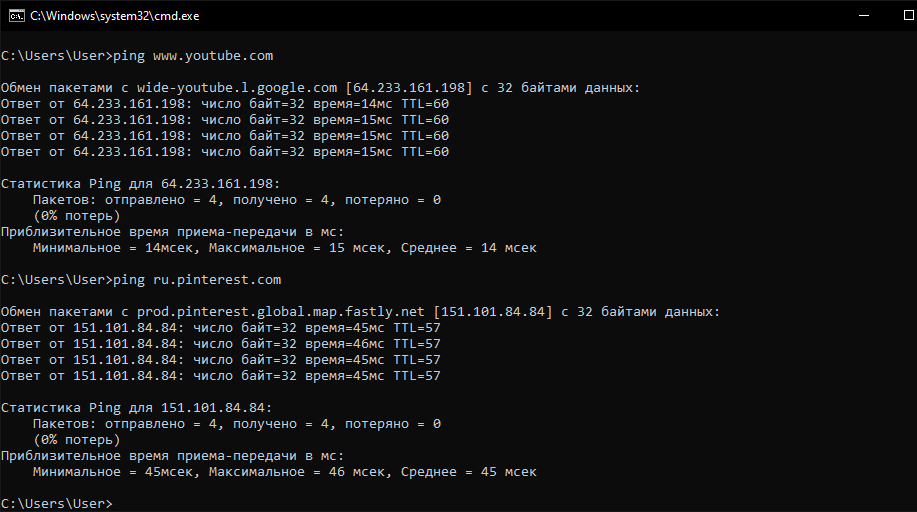 C:\Windows\system32\cmd.exe
C:\Users\User>ping www.youtube.com
Обмен пакетами с wide-youtube.l.google.com [64.233.161.198] с 32 байтами данных:
Ответ от 64.233.161.198: число байт=32 время=14мс TTL=60
Ответ от 64.233.161.198: число байт=32 время=15мс TTL=60
Ответ от 64.233.161.198: число байт=32 время=15мс TTL=60
Ответ от 64.233.161.198: число байт=32 время=15мс TTL=60
Статистика Ping для 64.233.161.198:
    Пакетов: отправлено = 4, получено = 4, потеряно = 0
    (0% потерь)
Приблизительное время приема-передачи в мс:
    Минимальное = 14мсек, Максимальное = 15 мсек, Среднее = 14 мсек
C:\Users\User>ping ru.pinterest.com
Обмен пакетами с prod.pinterest.global.map.fastly.net [151.101.84.84] с 32 байтами данных:
Ответ от 151.101.84.84: число байт=32 время=45мс TTL=57
Ответ от 151.101.84.84: число байт=32 время=46мс TTL=57
Ответ от 151.101.84.84: число байт=32 время=45мс TTL=57
Ответ от 151.101.84.84: число байт=32 время=45мс TTL=57
Статистика Ping для 151.101.84.84:
    Пакетов: отправлено = 4, получено = 4, потеряно = 0
    (0% потерь)
Приблизительное время приема-передачи в мс:
    Минимальное = 45мсек, Максимальное = 46 мсек, Среднее = 45 мсек
C:\Users\User>